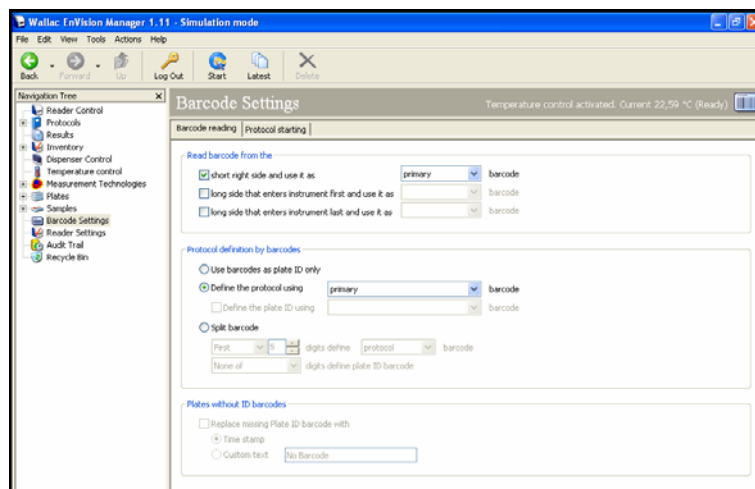 Wallac EnVision Manager 1.11 - Simulation mode
File Edit View Tools Actions Help
Back Forward Up Log Out Start Latest Delete
Navigation Tree
Reader Control
Protocols
Results
Inventory
Dispenser Control
Temperature control
Measurement Technologies
Plates
Samples
Barcode Settings
Reader Settings
Audit Trail
Recycle Bin
Barcode Settings
Temperature control activated. Current 22,59 °C (Ready)
Barcode reading Protocol starting
Read barcode from the
short right side and use it as primary barcode
long side that enters instrument first and use it as barcode
long side that enters instrument last and use it as barcode
Protocol definition by barcodes
Use barcodes as plate ID only
Define the protocol using primary barcode
Define the plate ID using barcode
Split barcode
First 5 digits define protocol barcode
None of digits define plate ID barcode
Plates without ID barcodes
Replace missing Plate ID barcode with
Time stamp
Custom text No Barcode